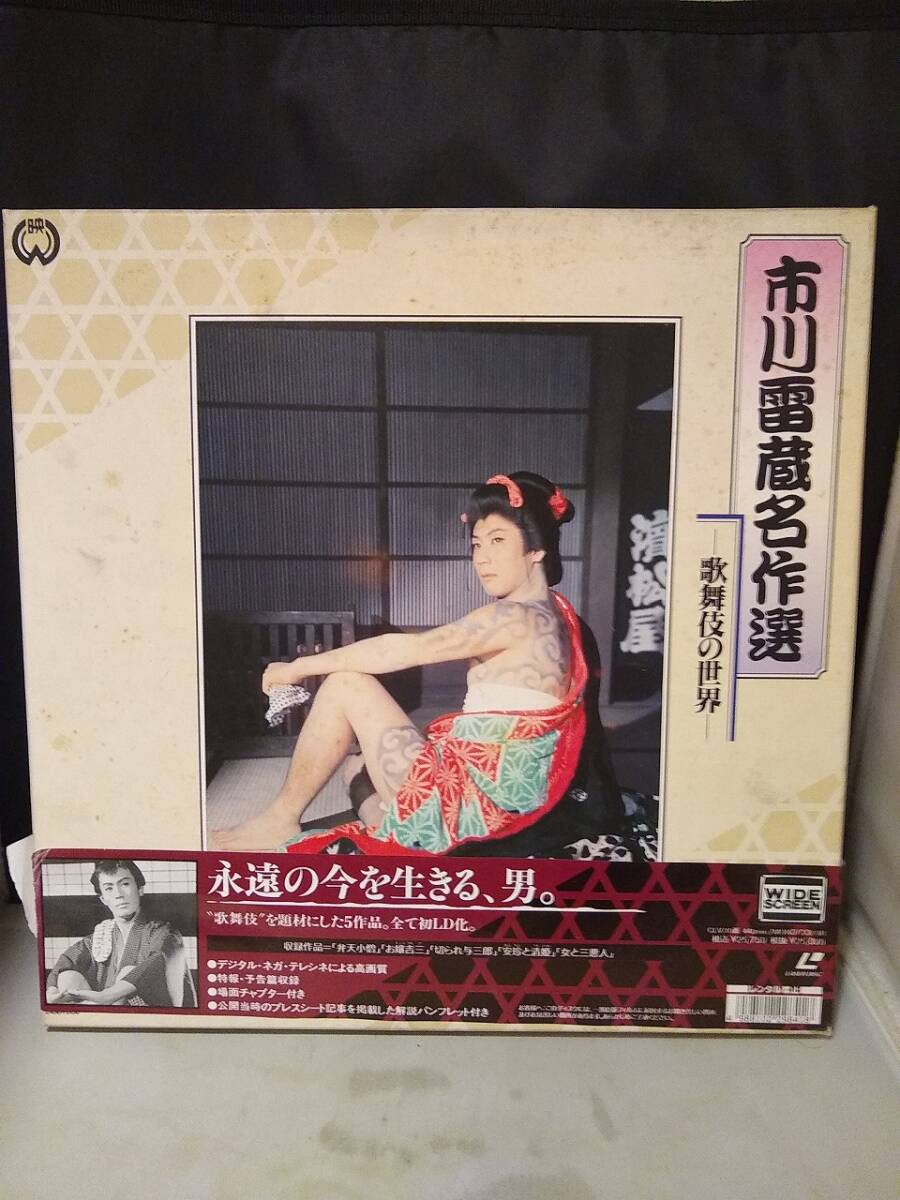 映
市川雷蔵名作選
歌舞伎の世界
濱松屋
永遠の今を生きる、男。
"歌舞伎"を題材にした5作品。全て初LD化。
収録作品=「弁天小僧」「お嬢吉三」「切られ与三郎」「安珍と清姫」「女と三悪人」
●デジタル・ネガ・テレシネによる高画質
●特報・予告篇収録
●場面チャプター付き
●公開当時のプレスシート記事を掲載した解説パンフレット付き
WIDE
SCREEN
レンタル禁止